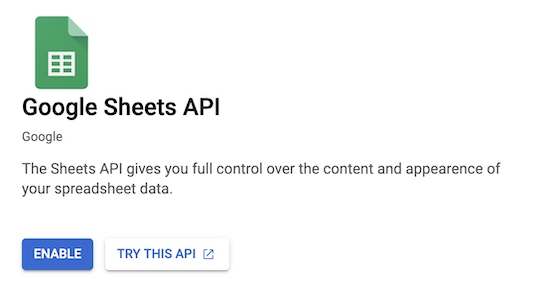 Google Sheets API
Google
The Sheets API gives you full control over the content and appearence of
your spreadsheet data.
ENABLE
TRY THIS API